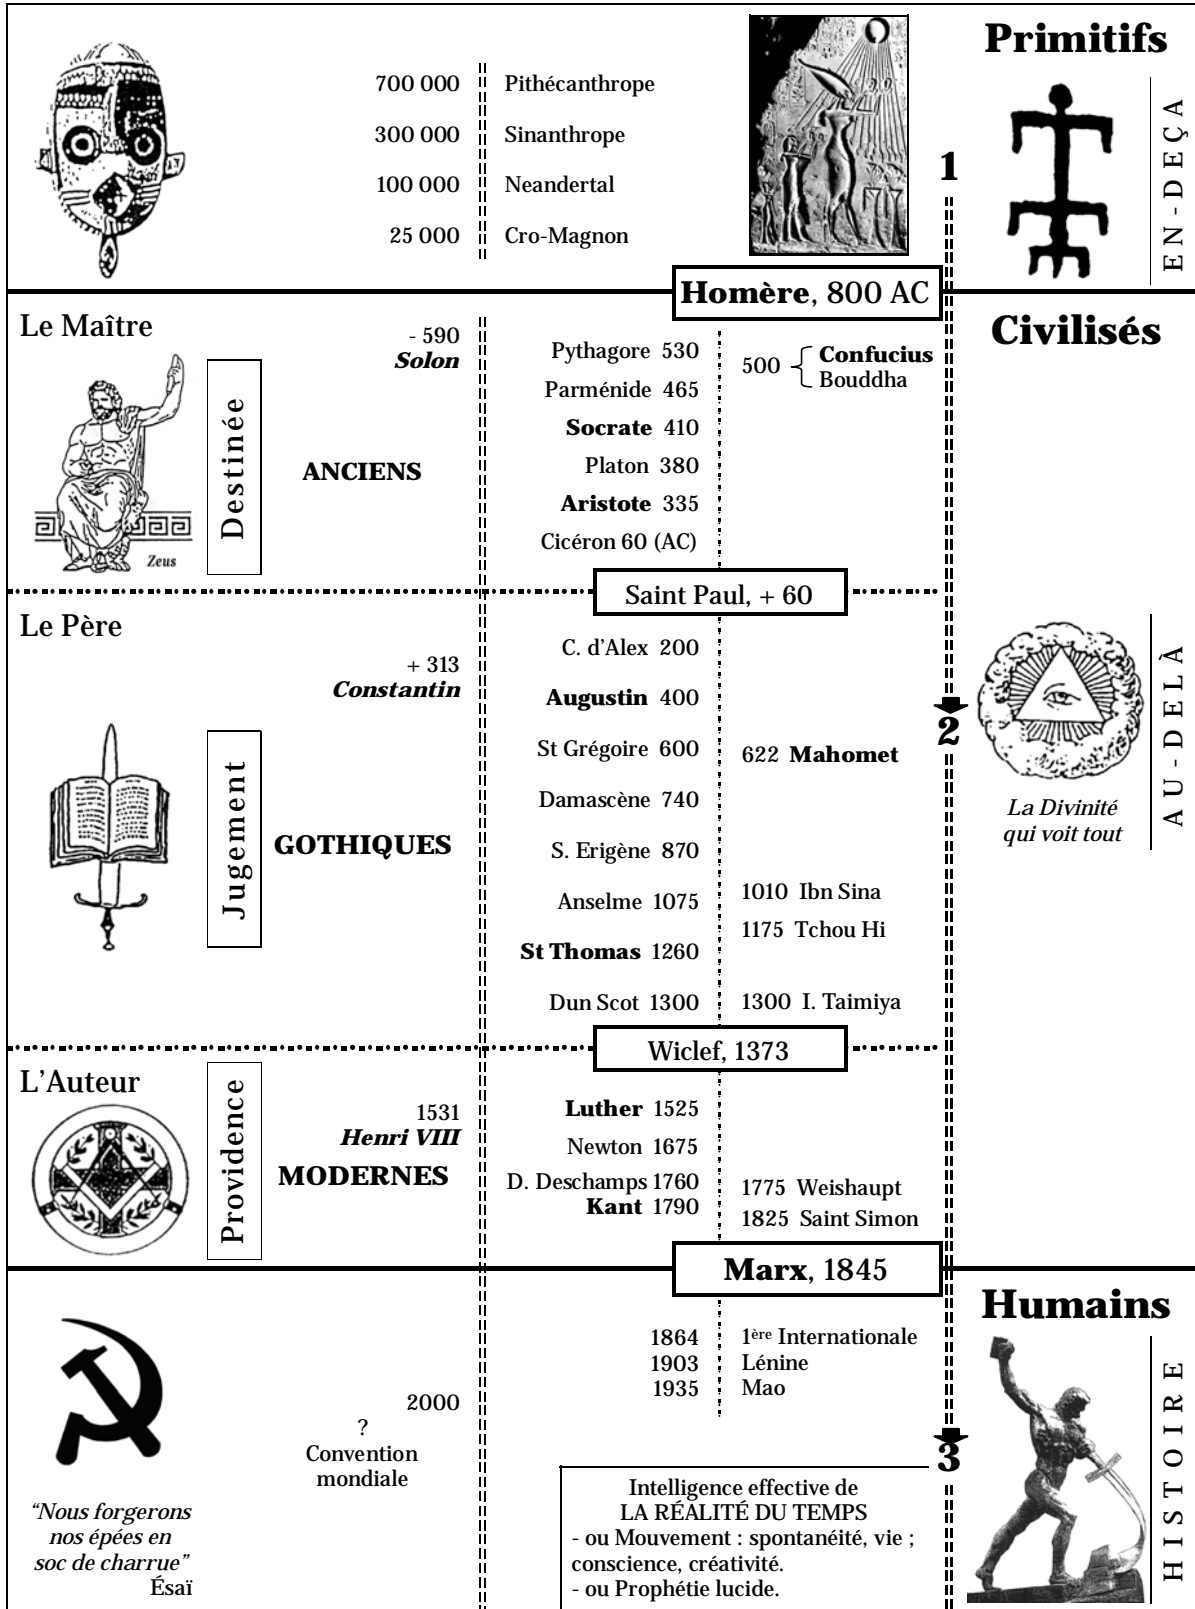 Primitifs
700 000 Pithécanthrope
300 000 Sinanthrope
100 000 Neandertal
25 000 Cro-Magnon
1
EN-DEÇA
Homère, 800 AC
Civilisés
Le Maître
- 590
Solon
Zeus
Destinée
ANCIENS
Pythagore 530
Parménide 465
Socrate 410
Platon 380
Aristote 335
Cicéron 60 (AC)
500 Confucius
Bouddha
Saint Paul, + 60
Le Père
+ 313
Constantin
Jugement
GOTHIQUES
C. d'Alex 200
Augustin 400
St Grégoire 600
Damascène 740
S. Erigène 870
Anselme 1075
St Thomas 1260
Dun Scot 1300
622 Mahomet
1010 Ibn Sina
1175 Tchou Hi
1300 I. Taimiya
2
La Divinité
qui voit tout
AU-DELÀ
Wiclef, 1373
L'Auteur
1531
Henri VIII
Providence
MODERNES
Luther 1525
Newton 1675
D. Deschamps 1760
Kant 1790
1775 Weishaupt
1825 Saint Simon
Marx, 1845
Humains
1864 1ère Internationale
1903 Lénine
1935 Mao
2000
?
Convention
mondiale
3
HISTOIRE
“Nous forgerons
nos épées en
soc de charrue”
Ésaï
Intelligence effective de
LA RÉALITÉ DU TEMPS
- ou Mouvement : spontanéité, vie ;
conscience, créativité.
- ou Prophétie lucide.